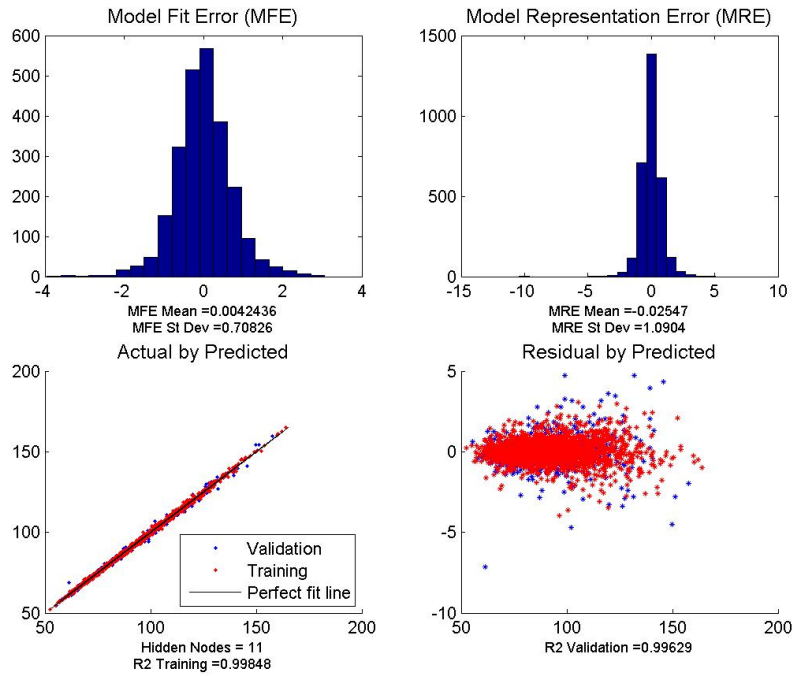 Model Fit Error (MFE)
600
500
400
300
200
100
0
-4
-2
0
2
4
MFE Mean =0.0042436
MFE St Dev =0.70826
Model Representation Error (MRE)
1500
1000
500
0
-15
-10
-5
0
5
10
MRE Mean =-0.02547
MRE St Dev =1.0904
Actual by Predicted
200
150
100
50
50
100
150
200
Validation
Training
Perfect fit line
Hidden Nodes = 11
R2 Training =0.99848
Residual by Predicted
5
0
-5
-10
50
100
150
200
R2 Validation =0.99629